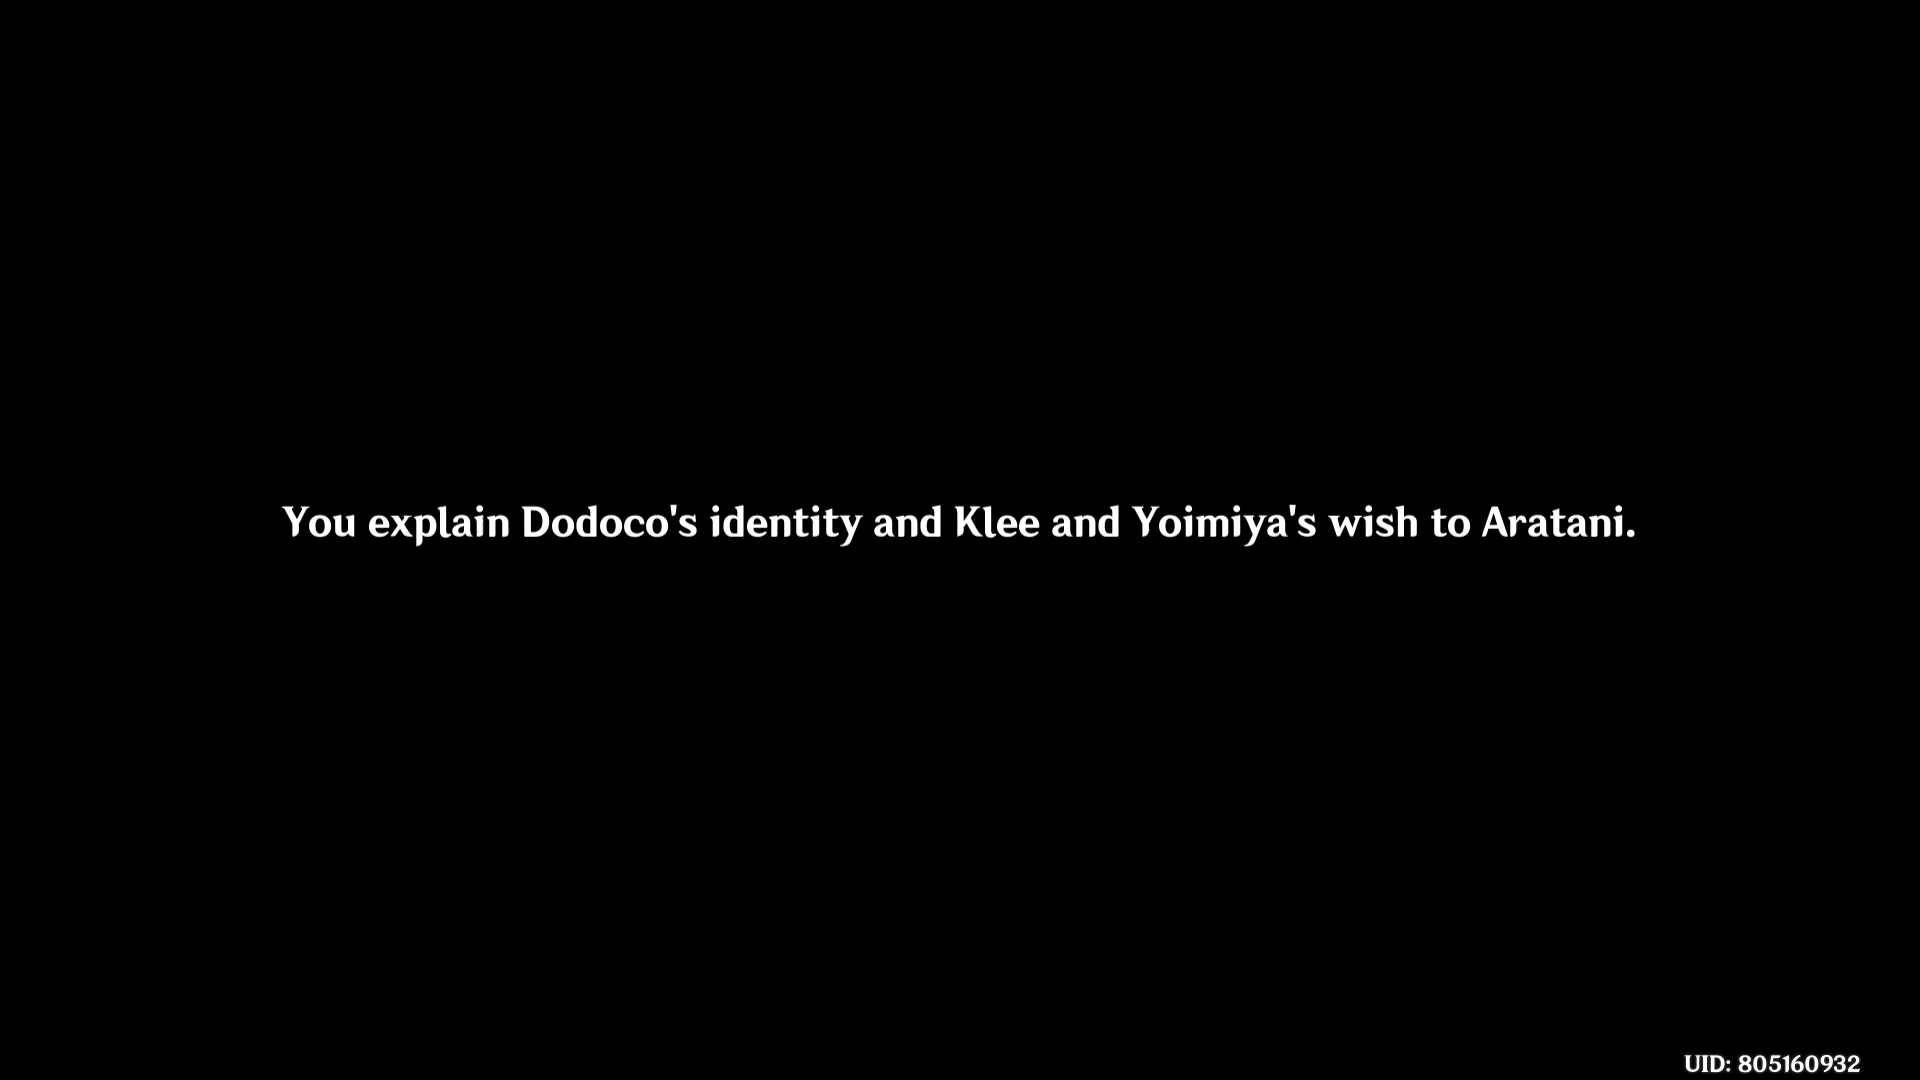 You explain Dodoco's identity and Klee and Yoimiya's wish to Aratani.
UID: 805160932